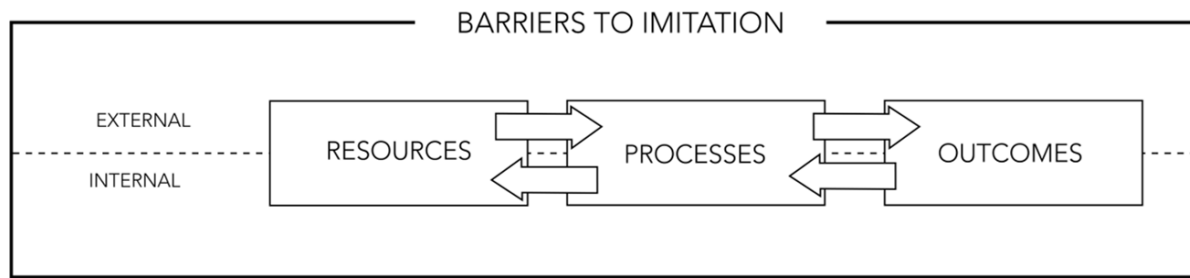 BARRIERS TO IMITATION
EXTERNAL
INTERNAL
RESOURCES
PROCESSES
OUTCOMES